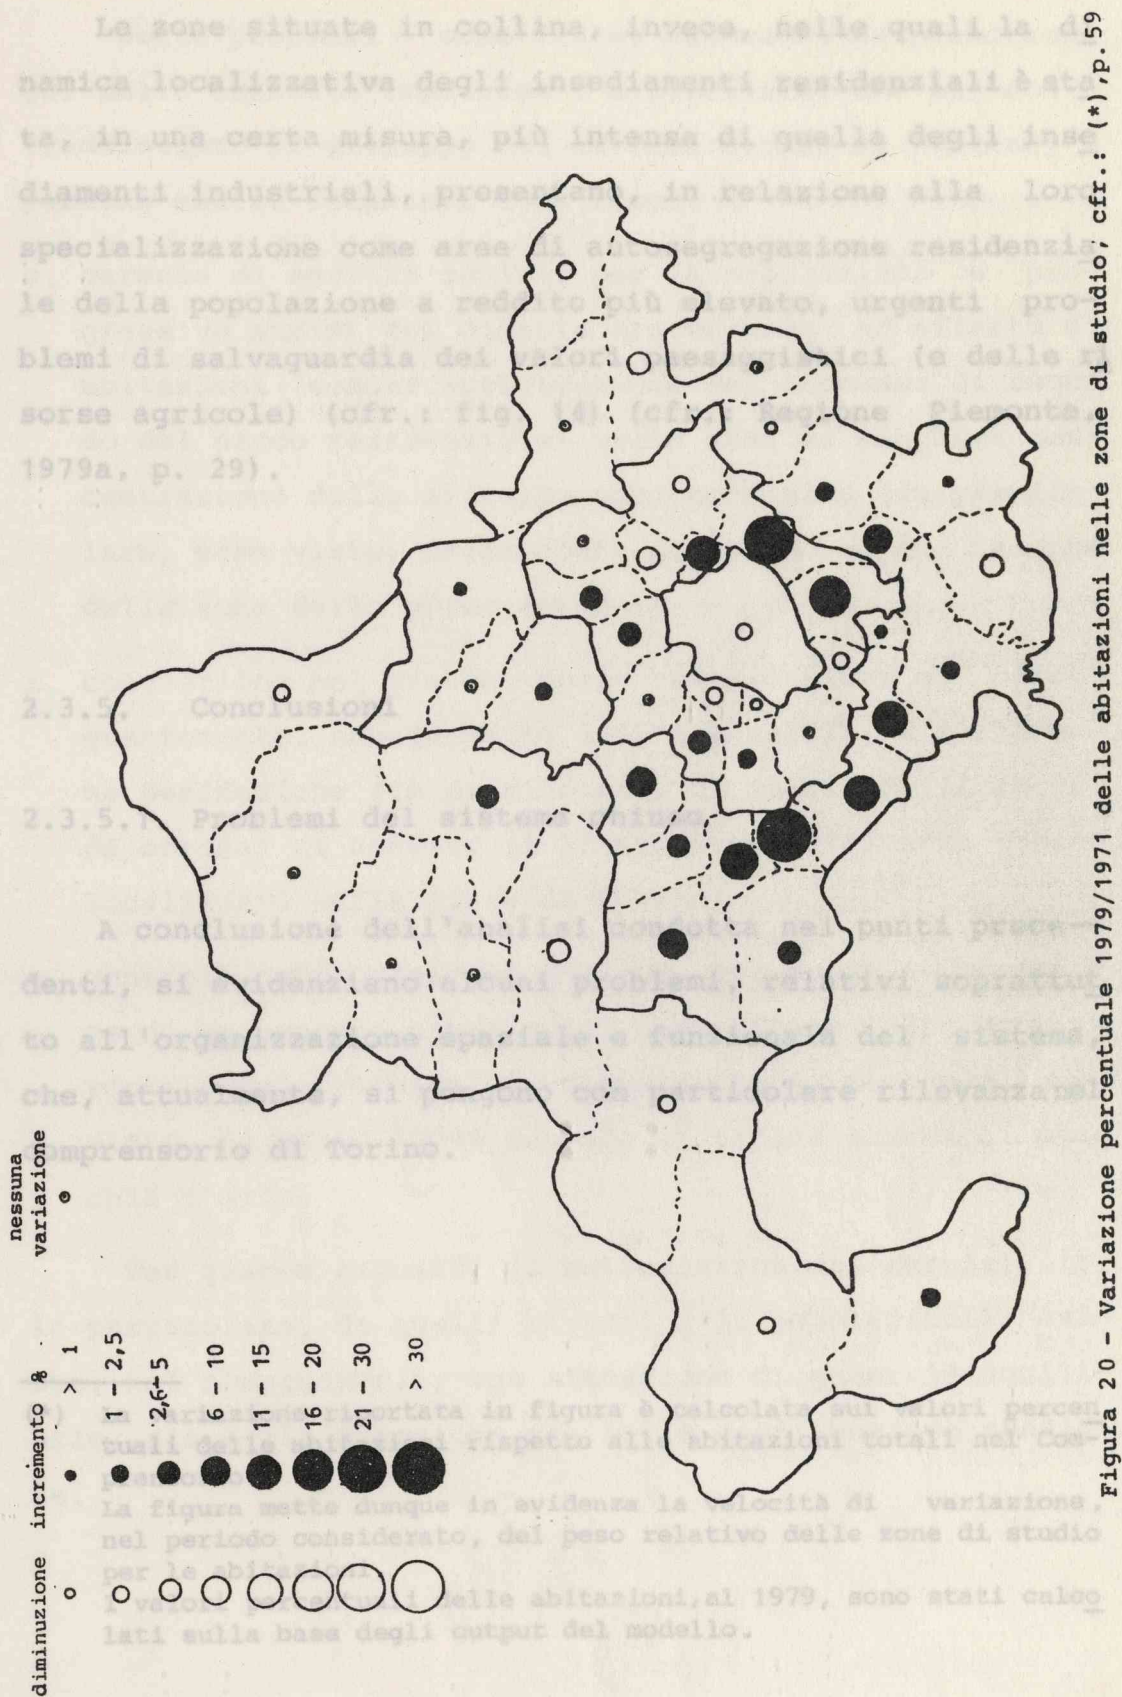 Le zone situate in collina, invece, nelle quali la di
namica localizzativa degli insediamenti residenziali è sta
ta, in una certa misura, più intensa di quella degli inse
diamenti industriali, presentano, in relazione alla loro
specializzazione come aree di autosegregazione residenzia
le della popolazione a reddito più elevato, urgenti pro-
blemi di salvaguardia dei valori paesaggistici (e delle ri
sorse agricole) (cfr.: fig. 14) (cfr.: Regione Piemonte,
1979a, p. 29).
2.3.5. Conclusioni
2.3.5.1 Problemi del sistema chiuso
A conclusione dell'analisi condotta nei punti prece-
denti, si evidenziano alcuni problemi, relativi soprattut
to all'organizzazione spaziale e funzionale del sistema,
che, attualmente, si pongono con particolare rilevanza nel
comprensorio di Torino.
(*) La variazione riportata in figura è calcolata sui valori percen
tuali delle abitazioni rispetto alle abitazioni totali nel Com-
prensorio.
La figura mette dunque in evidenza la velocità di variazione,
nel periodo considerato, del peso relativo delle zone di studio
per le abitazioni.
I valori percentuali delle abitazioni, al 1979, sono stati calco
lati sulla base degli output del modello.
diminuzione incremento %
nessuna
variazione
> 1
1 - 2,5
2,6-5
6 - 10
11 - 15
16 - 20
21 - 30
> 30
Figura 20 - Variazione percentuale 1979/1971 delle abitazioni nelle zone di studio; cfr.: (*), p. 59